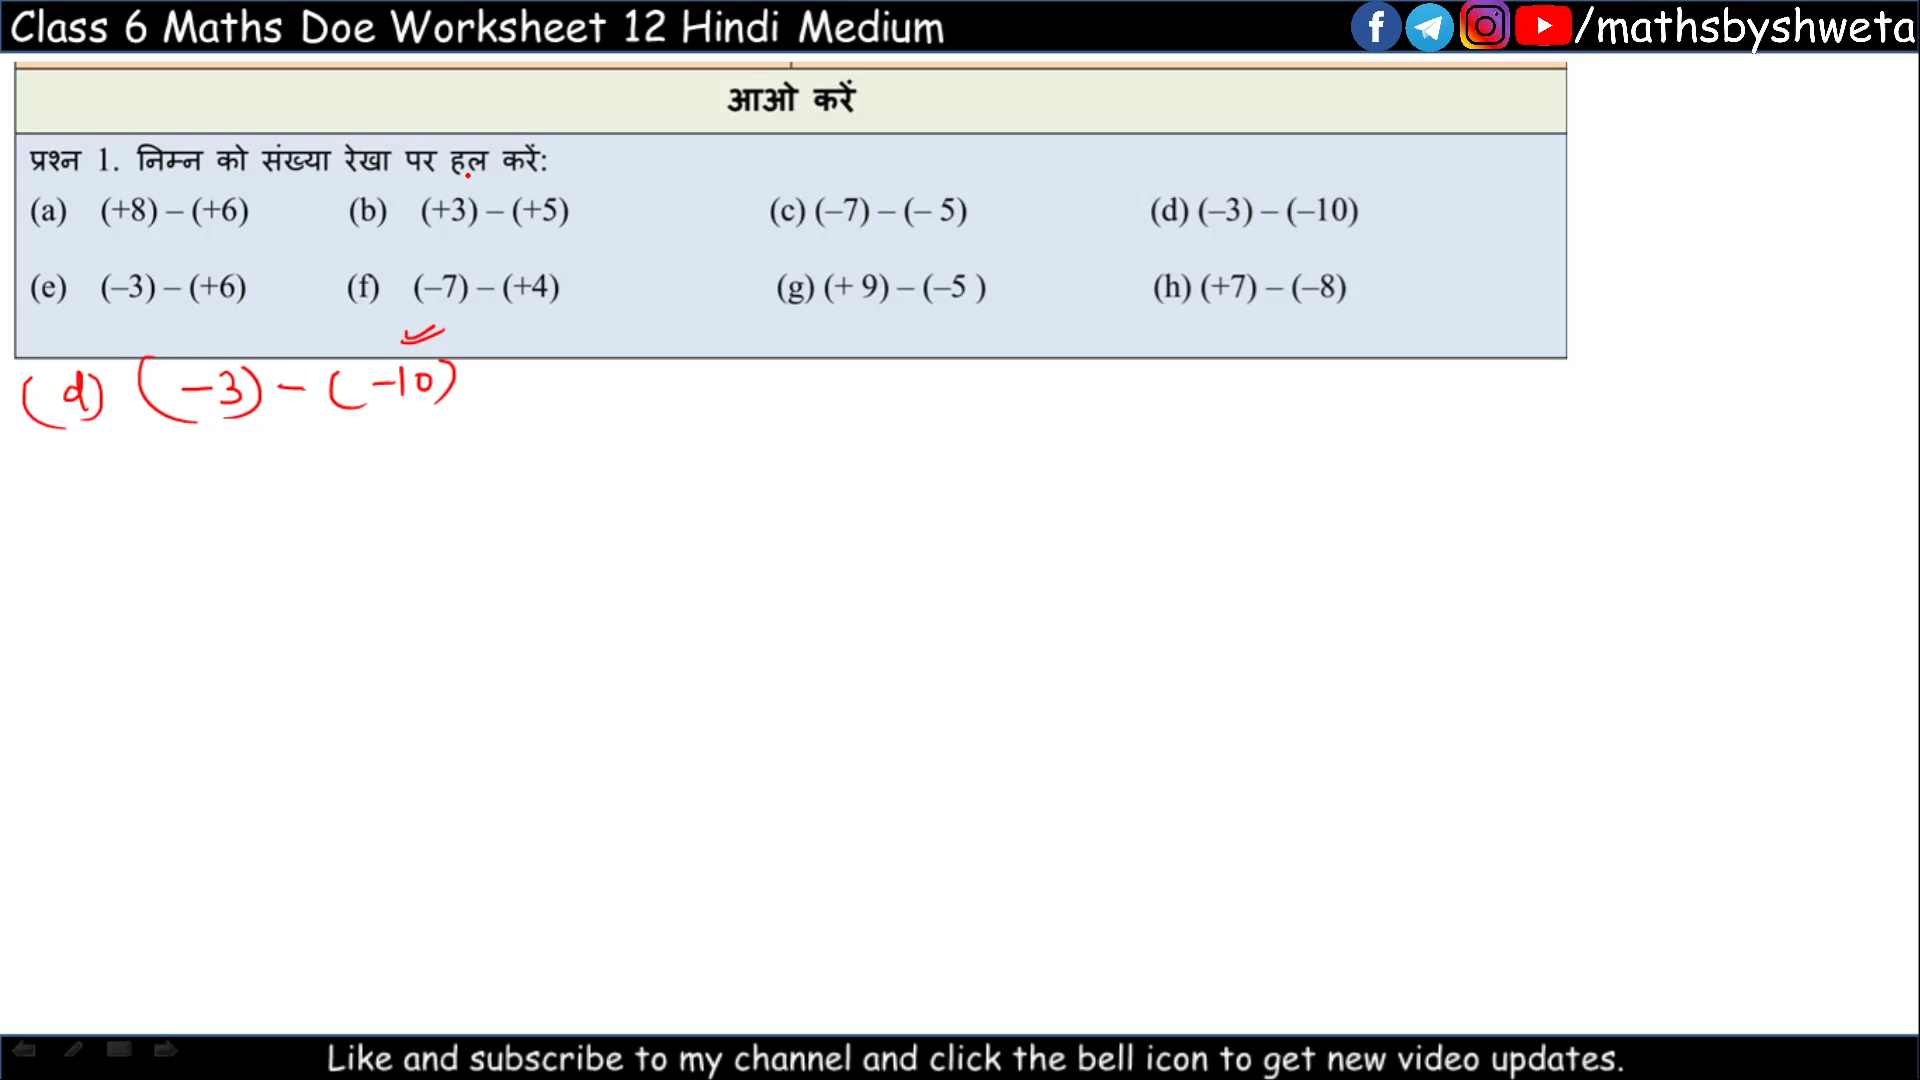 Class 6 Maths Doe Worksheet 12 Hindi Medium
/mathsbyshweta
आओ करें
प्रश्न 1. निम्न को संख्या रेखा पर हल करें:
(a) (+8) – (+6) (b) (+3) – (+5) (c) (–7) – (– 5) (d) (–3) – (–10)
(e) (–3) – (+6) (f) (–7) – (+4) (g) (+ 9) – (–5 ) (h) (+7) – (–8)
(d) (-3) - (-10)
Like and subscribe to my channel and click the bell icon to get new video updates.